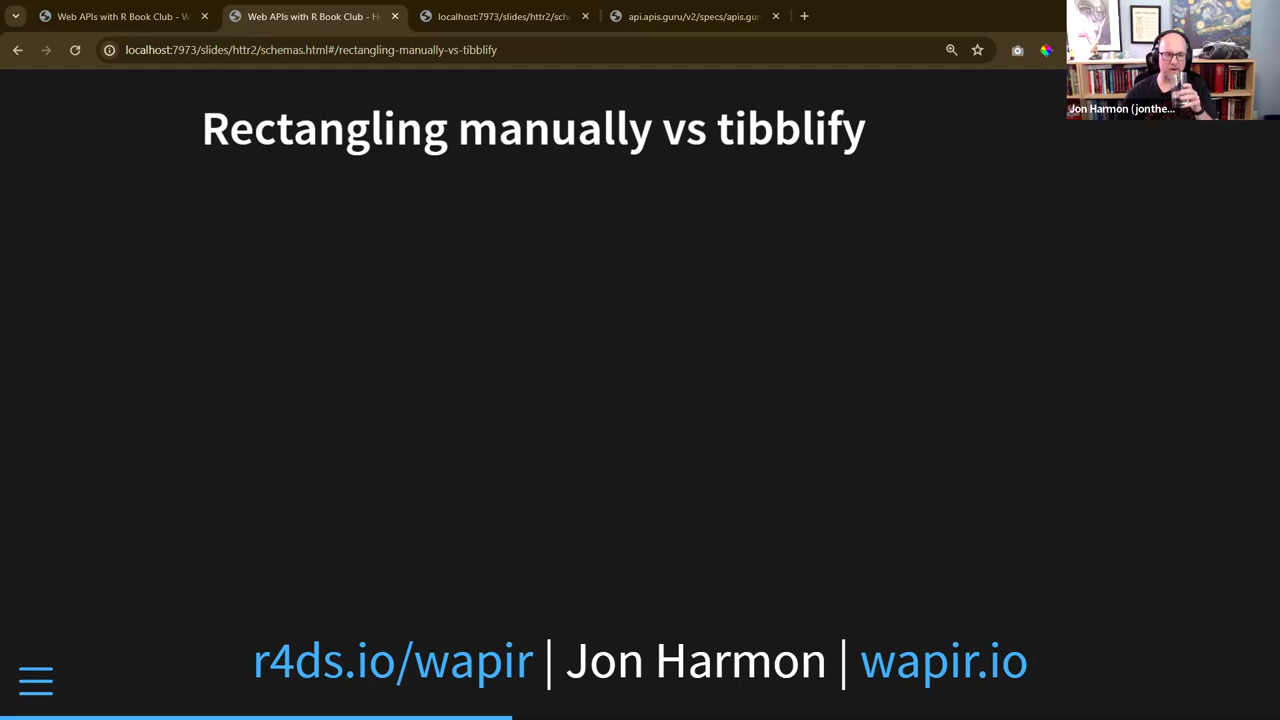 Web APIs with R Book Club - W
Web APIs with R Book Club - H
localhost:7973/slides/httr2/sch
api.apis.guru/v2/specs/apis.gur
localhost:7973/slides/httr2/schemas.html#/rectangling-manually-vs-tibblify
Jon Harmon (jonthe...
Rectangling manually vs tibblify
r4ds.io/wapir | Jon Harmon | wapir.io